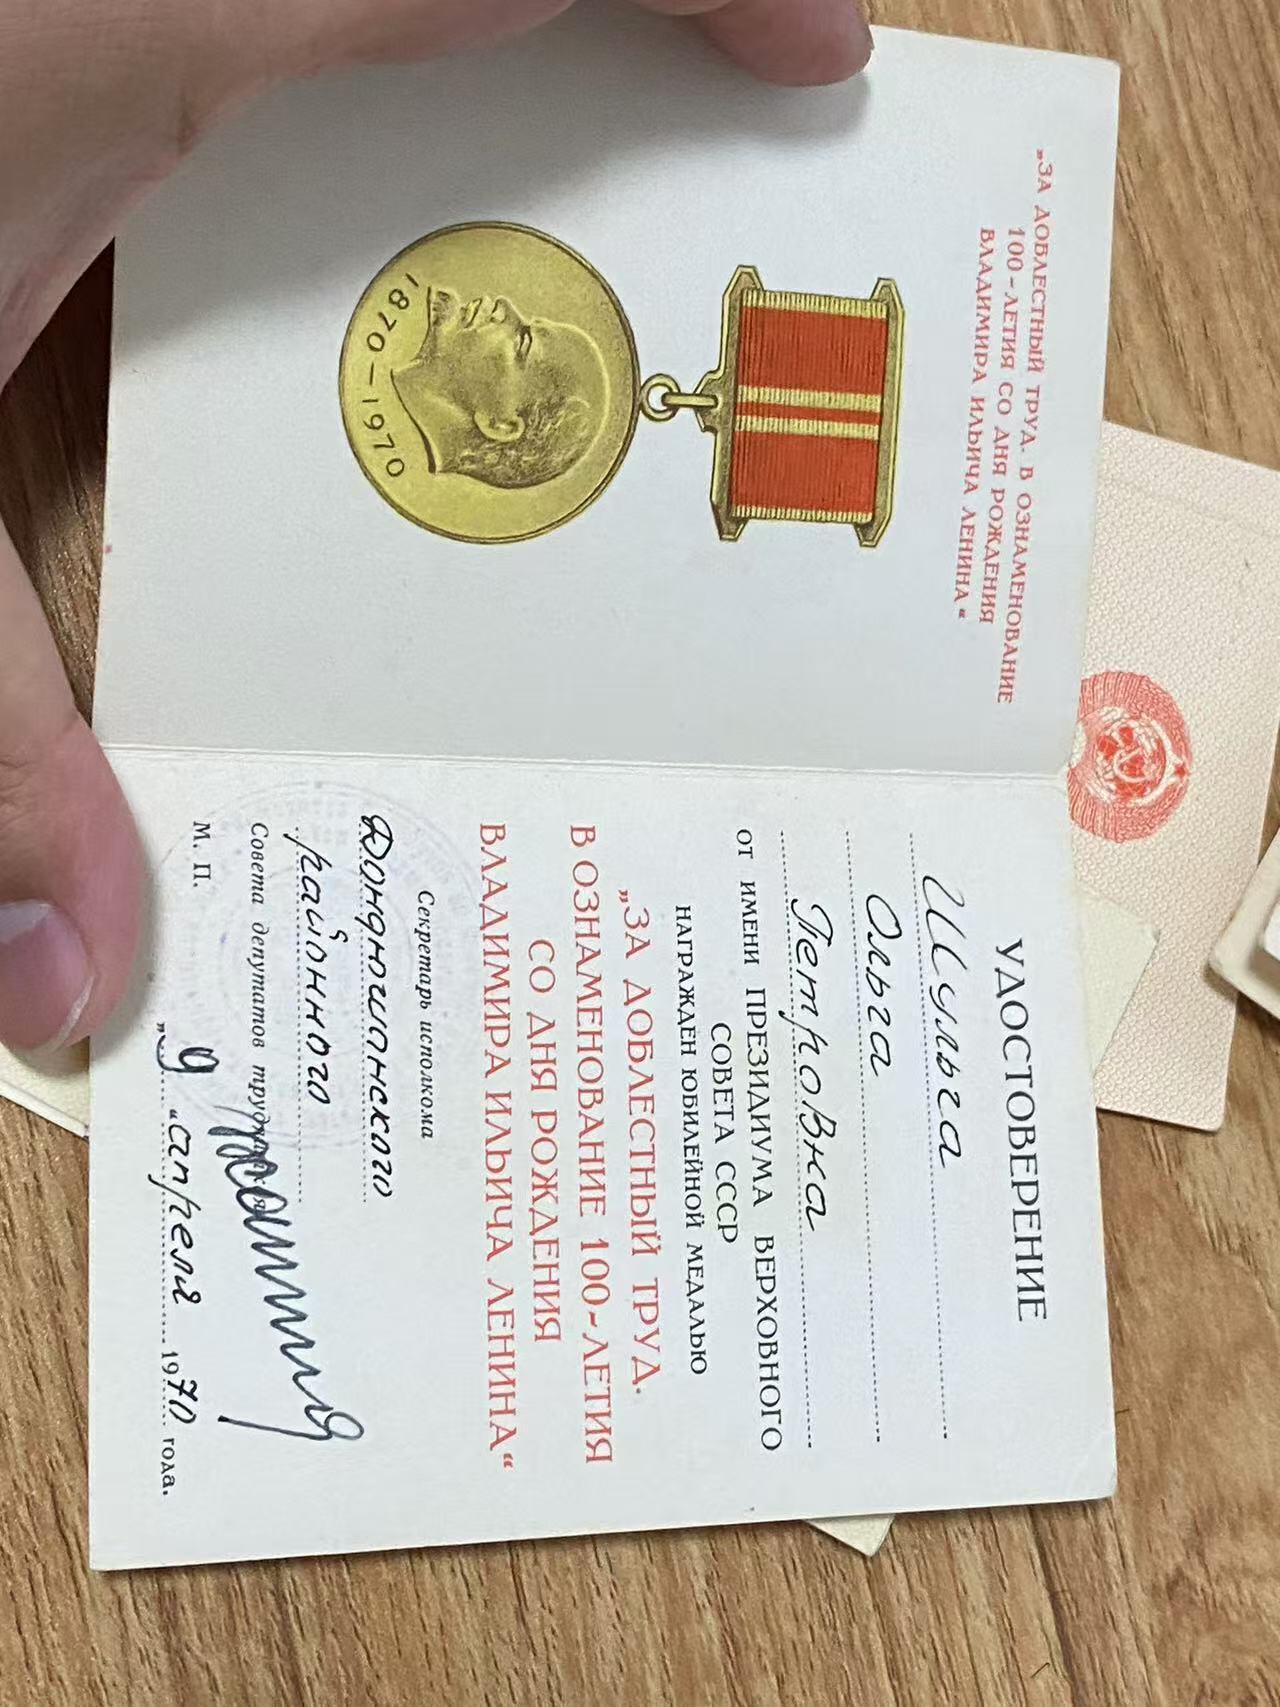 „ЗА ДОБЛЕСТНЫЙ ТРУД. В ОЗНАМЕНОВАНИЕ
100-ЛЕТИЯ СО ДНЯ РОЖДЕНИЯ
ВЛАДИМИРА ИЛЬИЧА ЛЕНИНА“
1870—1970
УДОСТОВЕРЕНИЕ
Шульга
Ольга
Петровна
от имени ПРЕЗИДИУМА ВЕРХОВНОГО
СОВЕТА СССР
НАГРАЖДЕН ЮБИЛЕЙНОЙ МЕДАЛЬЮ
„ЗА ДОБЛЕСТНЫЙ ТРУД.
В ОЗНАМЕНОВАНИЕ 100-ЛЕТИЯ
СО ДНЯ РОЖДЕНИЯ
ВЛАДИМИРА ИЛЬИЧА ЛЕНИНА“
Секретарь исполкома
Дондюшанского
районного
Совета депутатов
М. П.
„9“ апреля 1970 года.